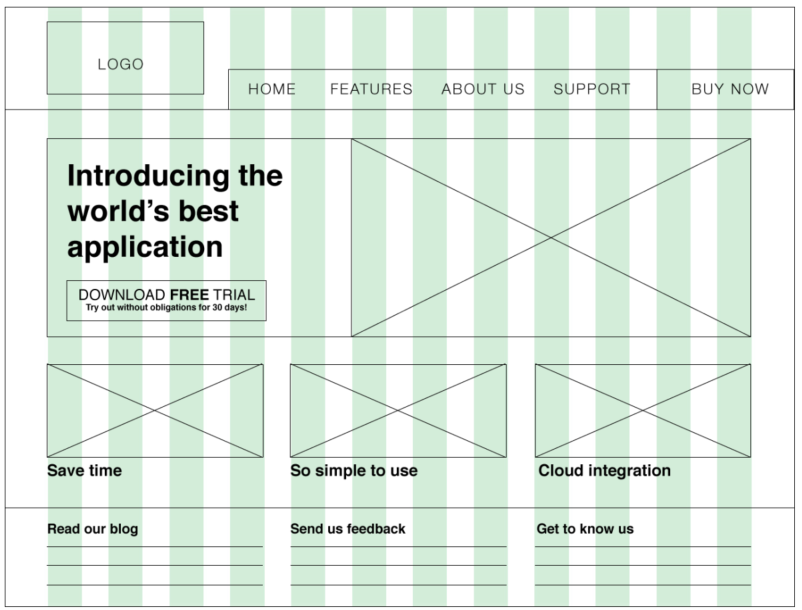 LOGO
HOME FEATURES ABOUT US SUPPORT BUY NOW
Introducing the
world's best
application
DOWNLOAD FREE TRIAL
Try out without obligations for 30 days!
Save time
So simple to use
Cloud integration
Read our blog
Send us feedback
Get to know us